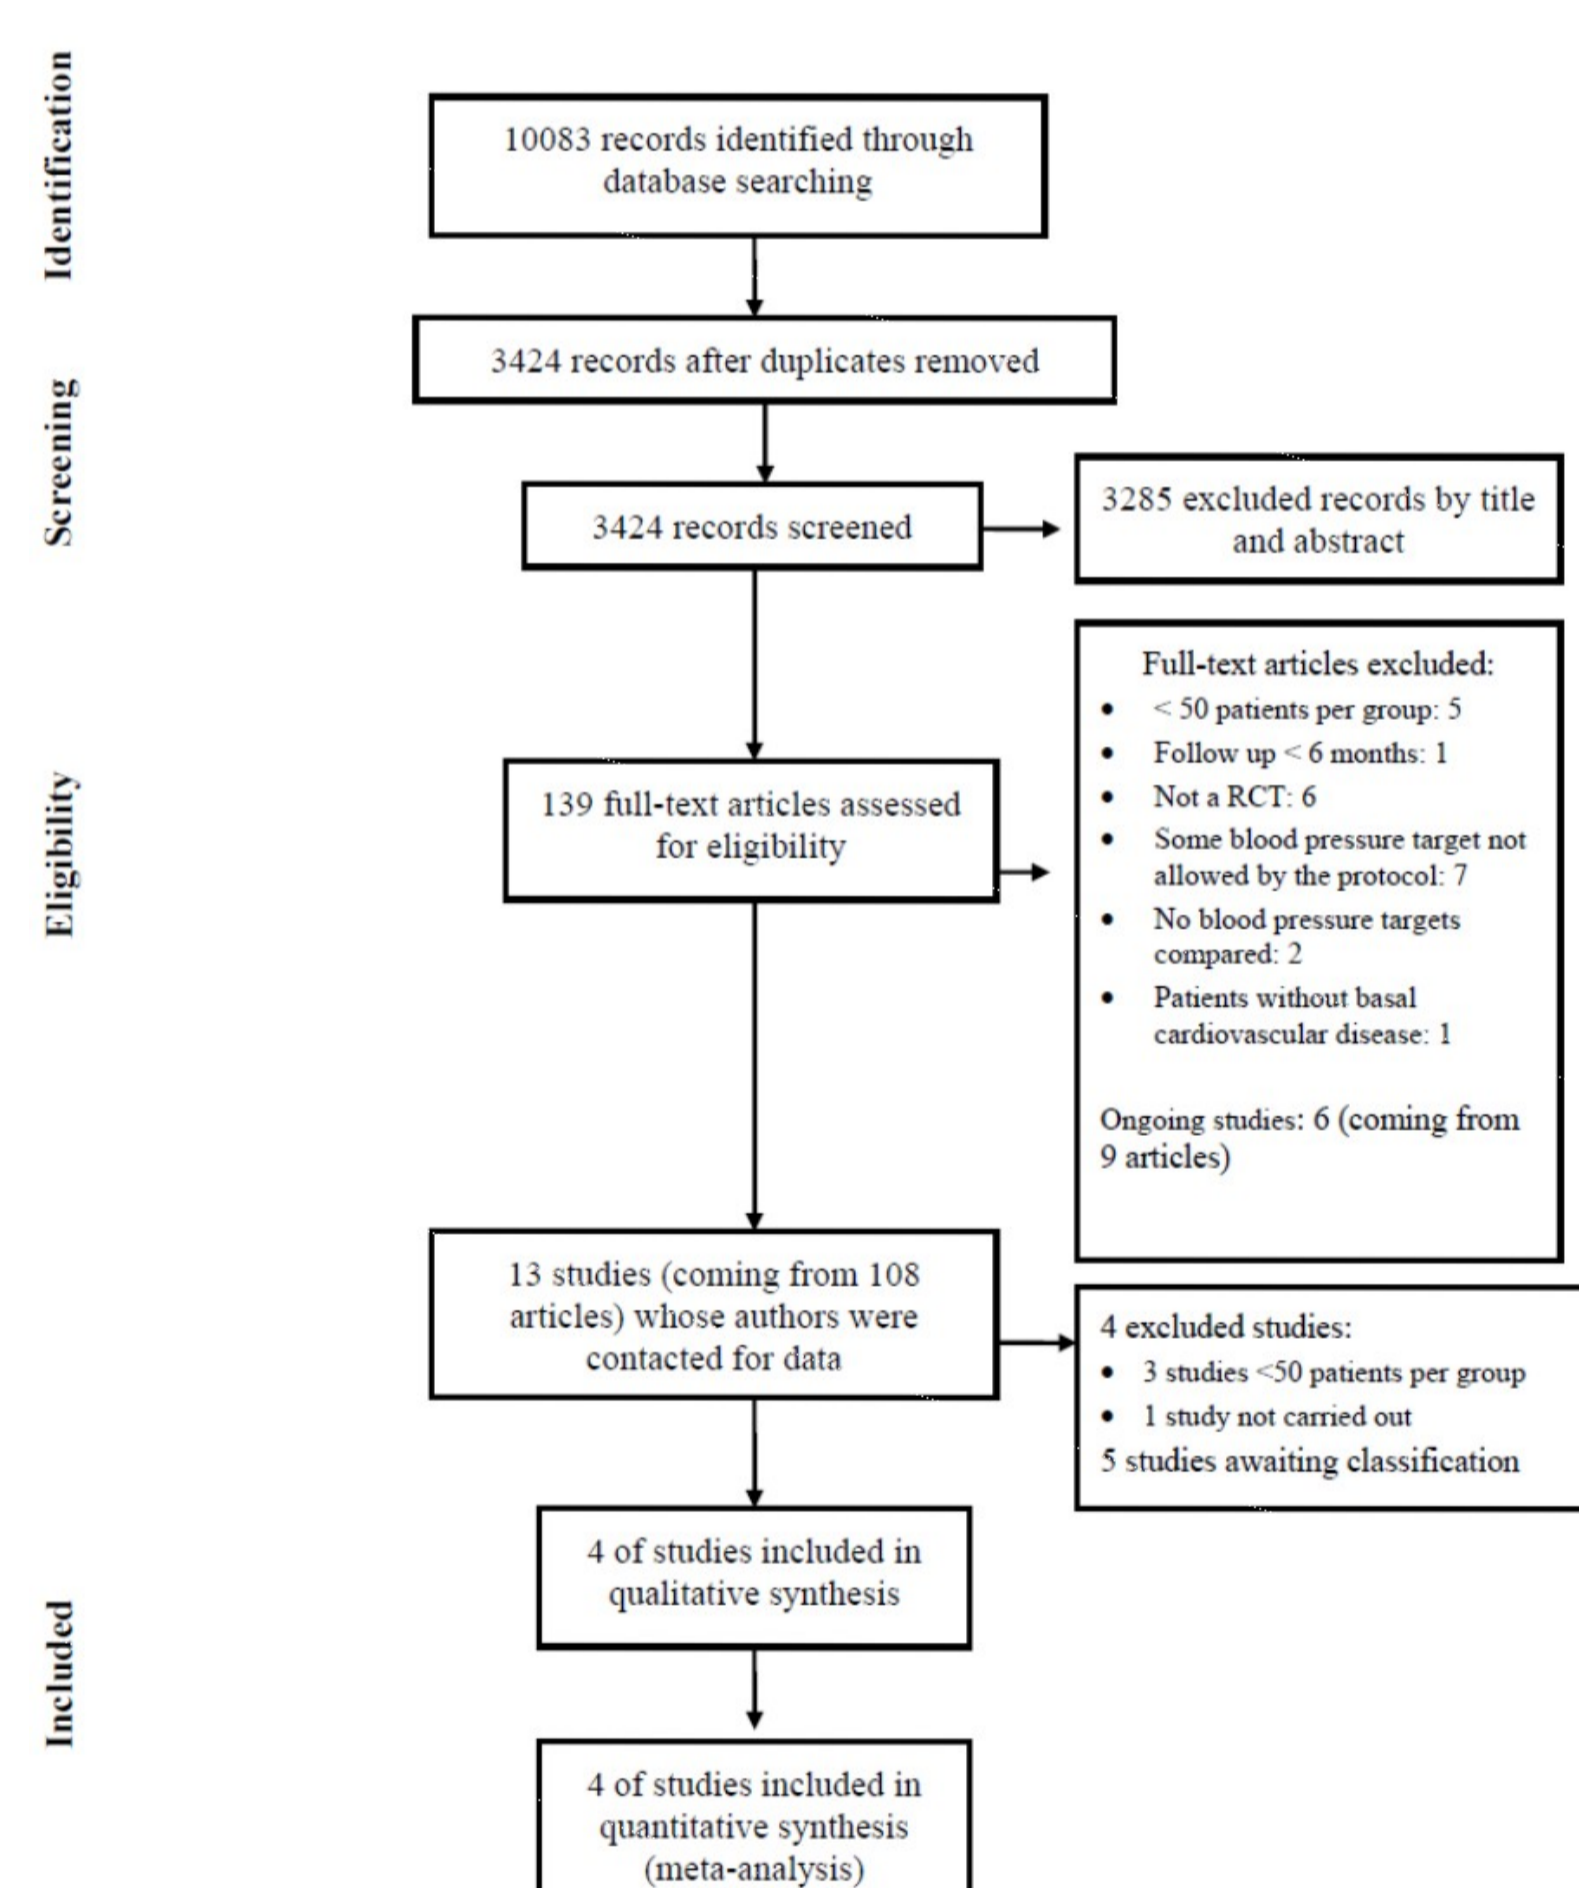 Identification
10083 records identified through
database searching
3424 records after duplicates removed
Screening
3424 records screened
3285 excluded records by title
and abstract
Eligibility
139 full-text articles assessed
for eligibility
Full-text articles excluded:
• < 50 patients per group: 5
• Follow up < 6 months: 1
• Not a RCT: 6
• Some blood pressure target not
allowed by the protocol: 7
• No blood pressure targets
compared: 2
• Patients without basal
cardiovascular disease: 1
Ongoing studies: 6 (coming from
9 articles)
13 studies (coming from 108
articles) whose authors were
contacted for data
4 excluded studies:
• 3 studies <50 patients per group
• 1 study not carried out
5 studies awaiting classification
Included
4 of studies included in
qualitative synthesis
4 of studies included in
quantitative synthesis
(meta-analysis)